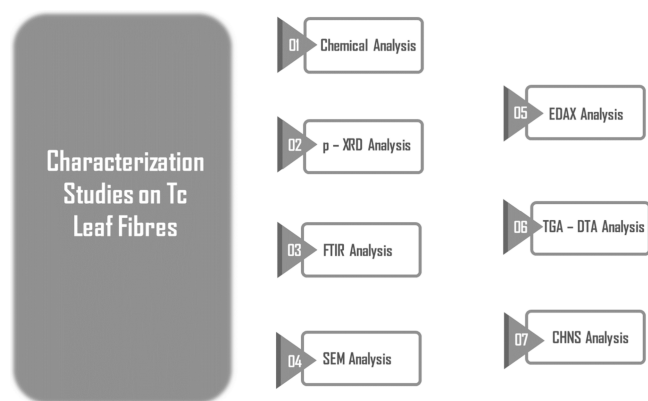 Characterization
Studies on Tc
Leaf Fibres
01 Chemical Analysis
02 p – XRD Analysis
03 FTIR Analysis
04 SEM Analysis
05 EDAX Analysis
06 TGA – DTA Analysis
07 CHNS Analysis